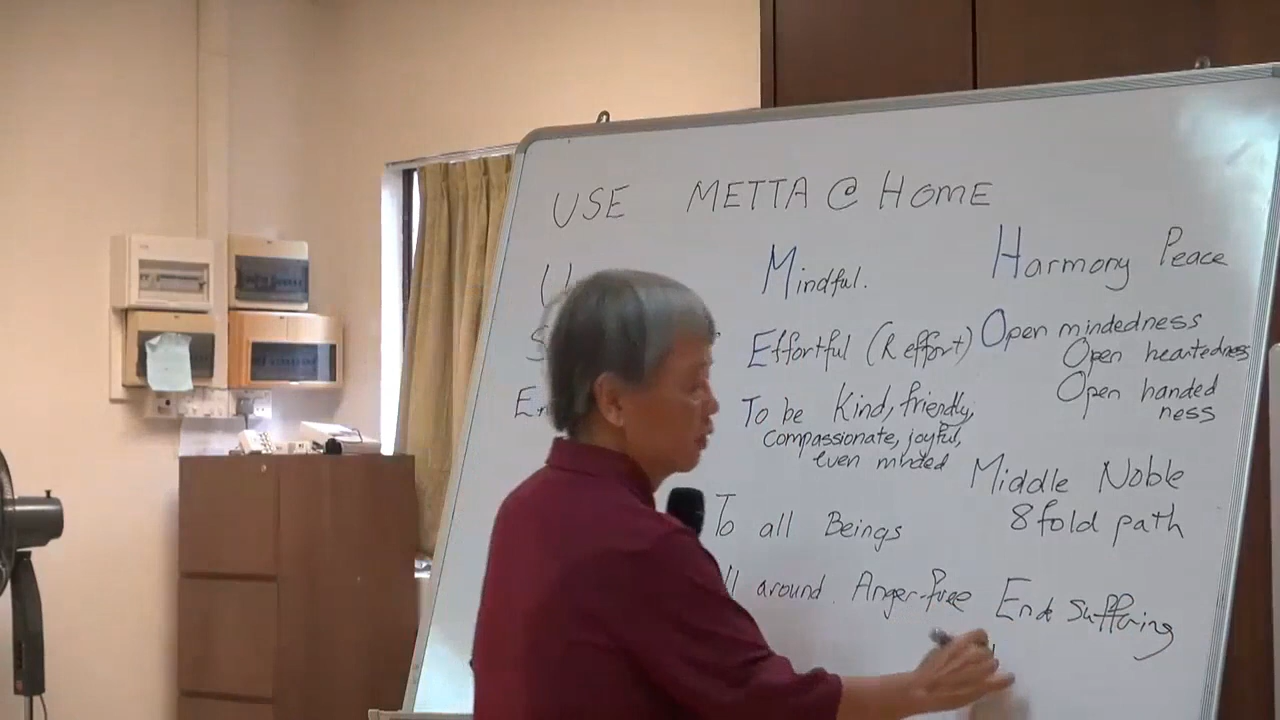 USE METTA @ HOME
Mindful.
Effortful (R effort)
To be Kind, friendly,
compassionate, joyful,
even minded
To all Beings
around. Anger-free
Harmony Peace
Open mindedness
Open heartedness
Open handed
ness
Middle Noble
8 fold path
Suffering